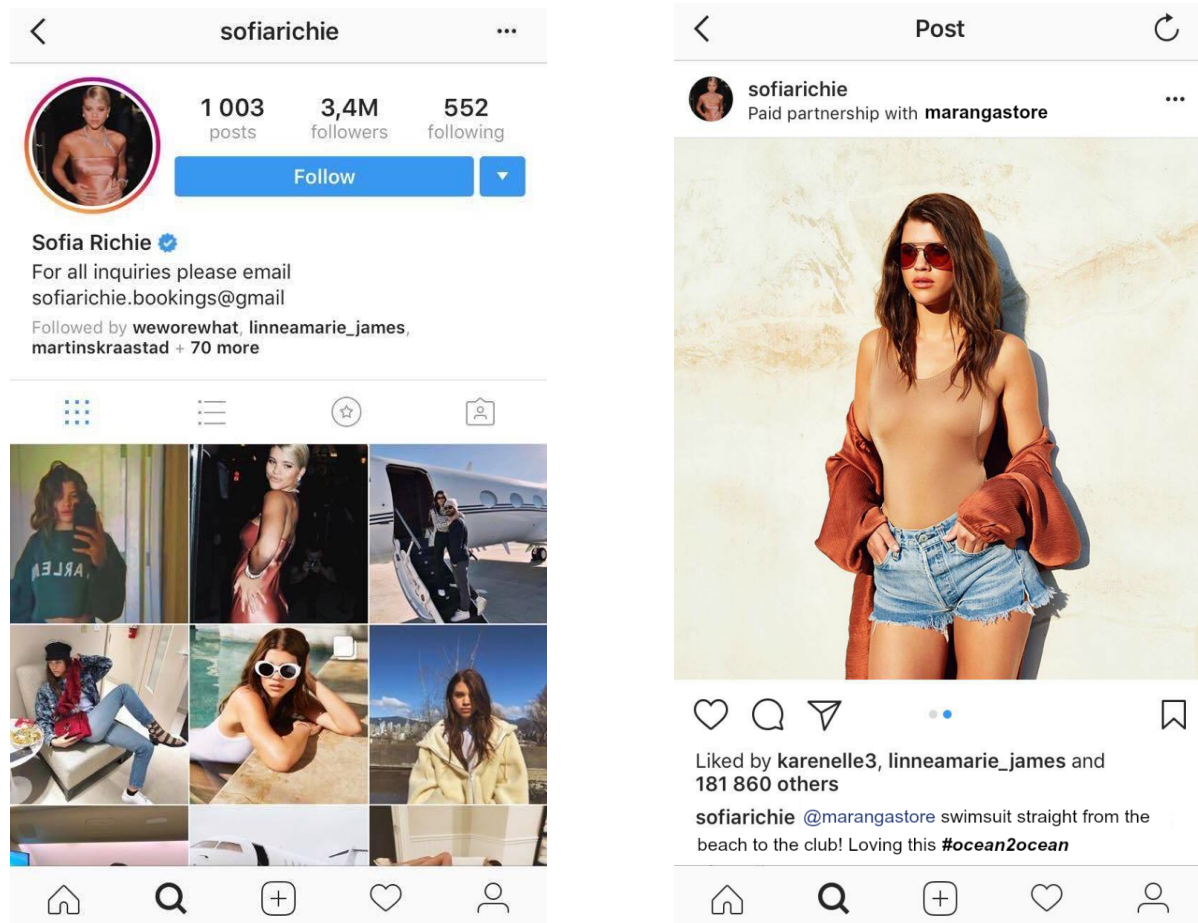 sofiarichie
1 003 3,4M 552
posts followers following
Follow
Sofia Richie
For all inquiries please email
sofiarichie.bookings@gmail
Followed by weworewhat, linneamarie_james,
martinskraastad + 70 more
Post
sofiarichie
Paid partnership with marangastore
Liked by karenelle3, linneamarie_james and
181 860 others
sofiarichie @marangastore swimsuit straight from the
beach to the club! Loving this #ocean2ocean